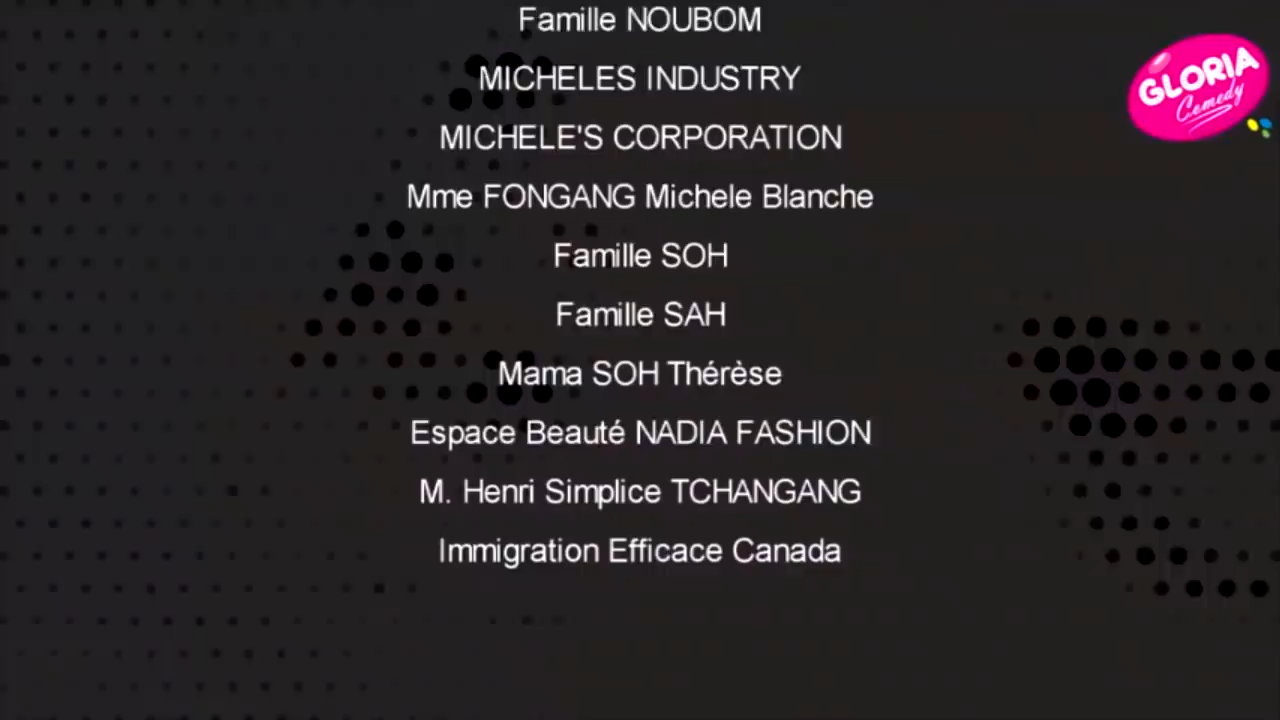 Famille NOUBOM
MICHELES INDUSTRY
MICHELE'S CORPORATION
Mme FONGANG Michele Blanche
Famille SOH
Famille SAH
Mama SOH Thérèse
Espace Beauté NADIA FASHION
M. Henri Simplice TCHANGANG
Immigration Efficace Canada
GLORIA
Comedy